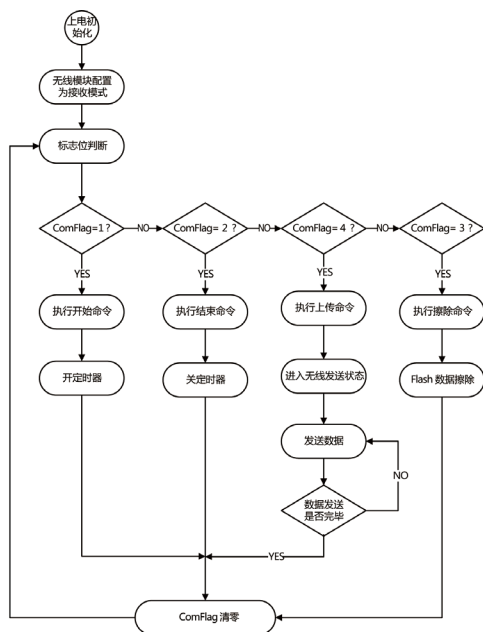 上电初
始化
无线模块配置
为接收模式
标志位判断
ComFlag=1 ?
NO
ComFlag= 2 ?
NO
ComFlag= 4 ?
NO
ComFlag= 3 ?
YES
YES
YES
YES
执行开始命令
执行结束命令
执行上传命令
执行擦除命令
开定时器
关定时器
进入无线发送状态
Flash 数据擦除
发送数据
NO
数据发送
是否完毕
YES
ComFlag 清零